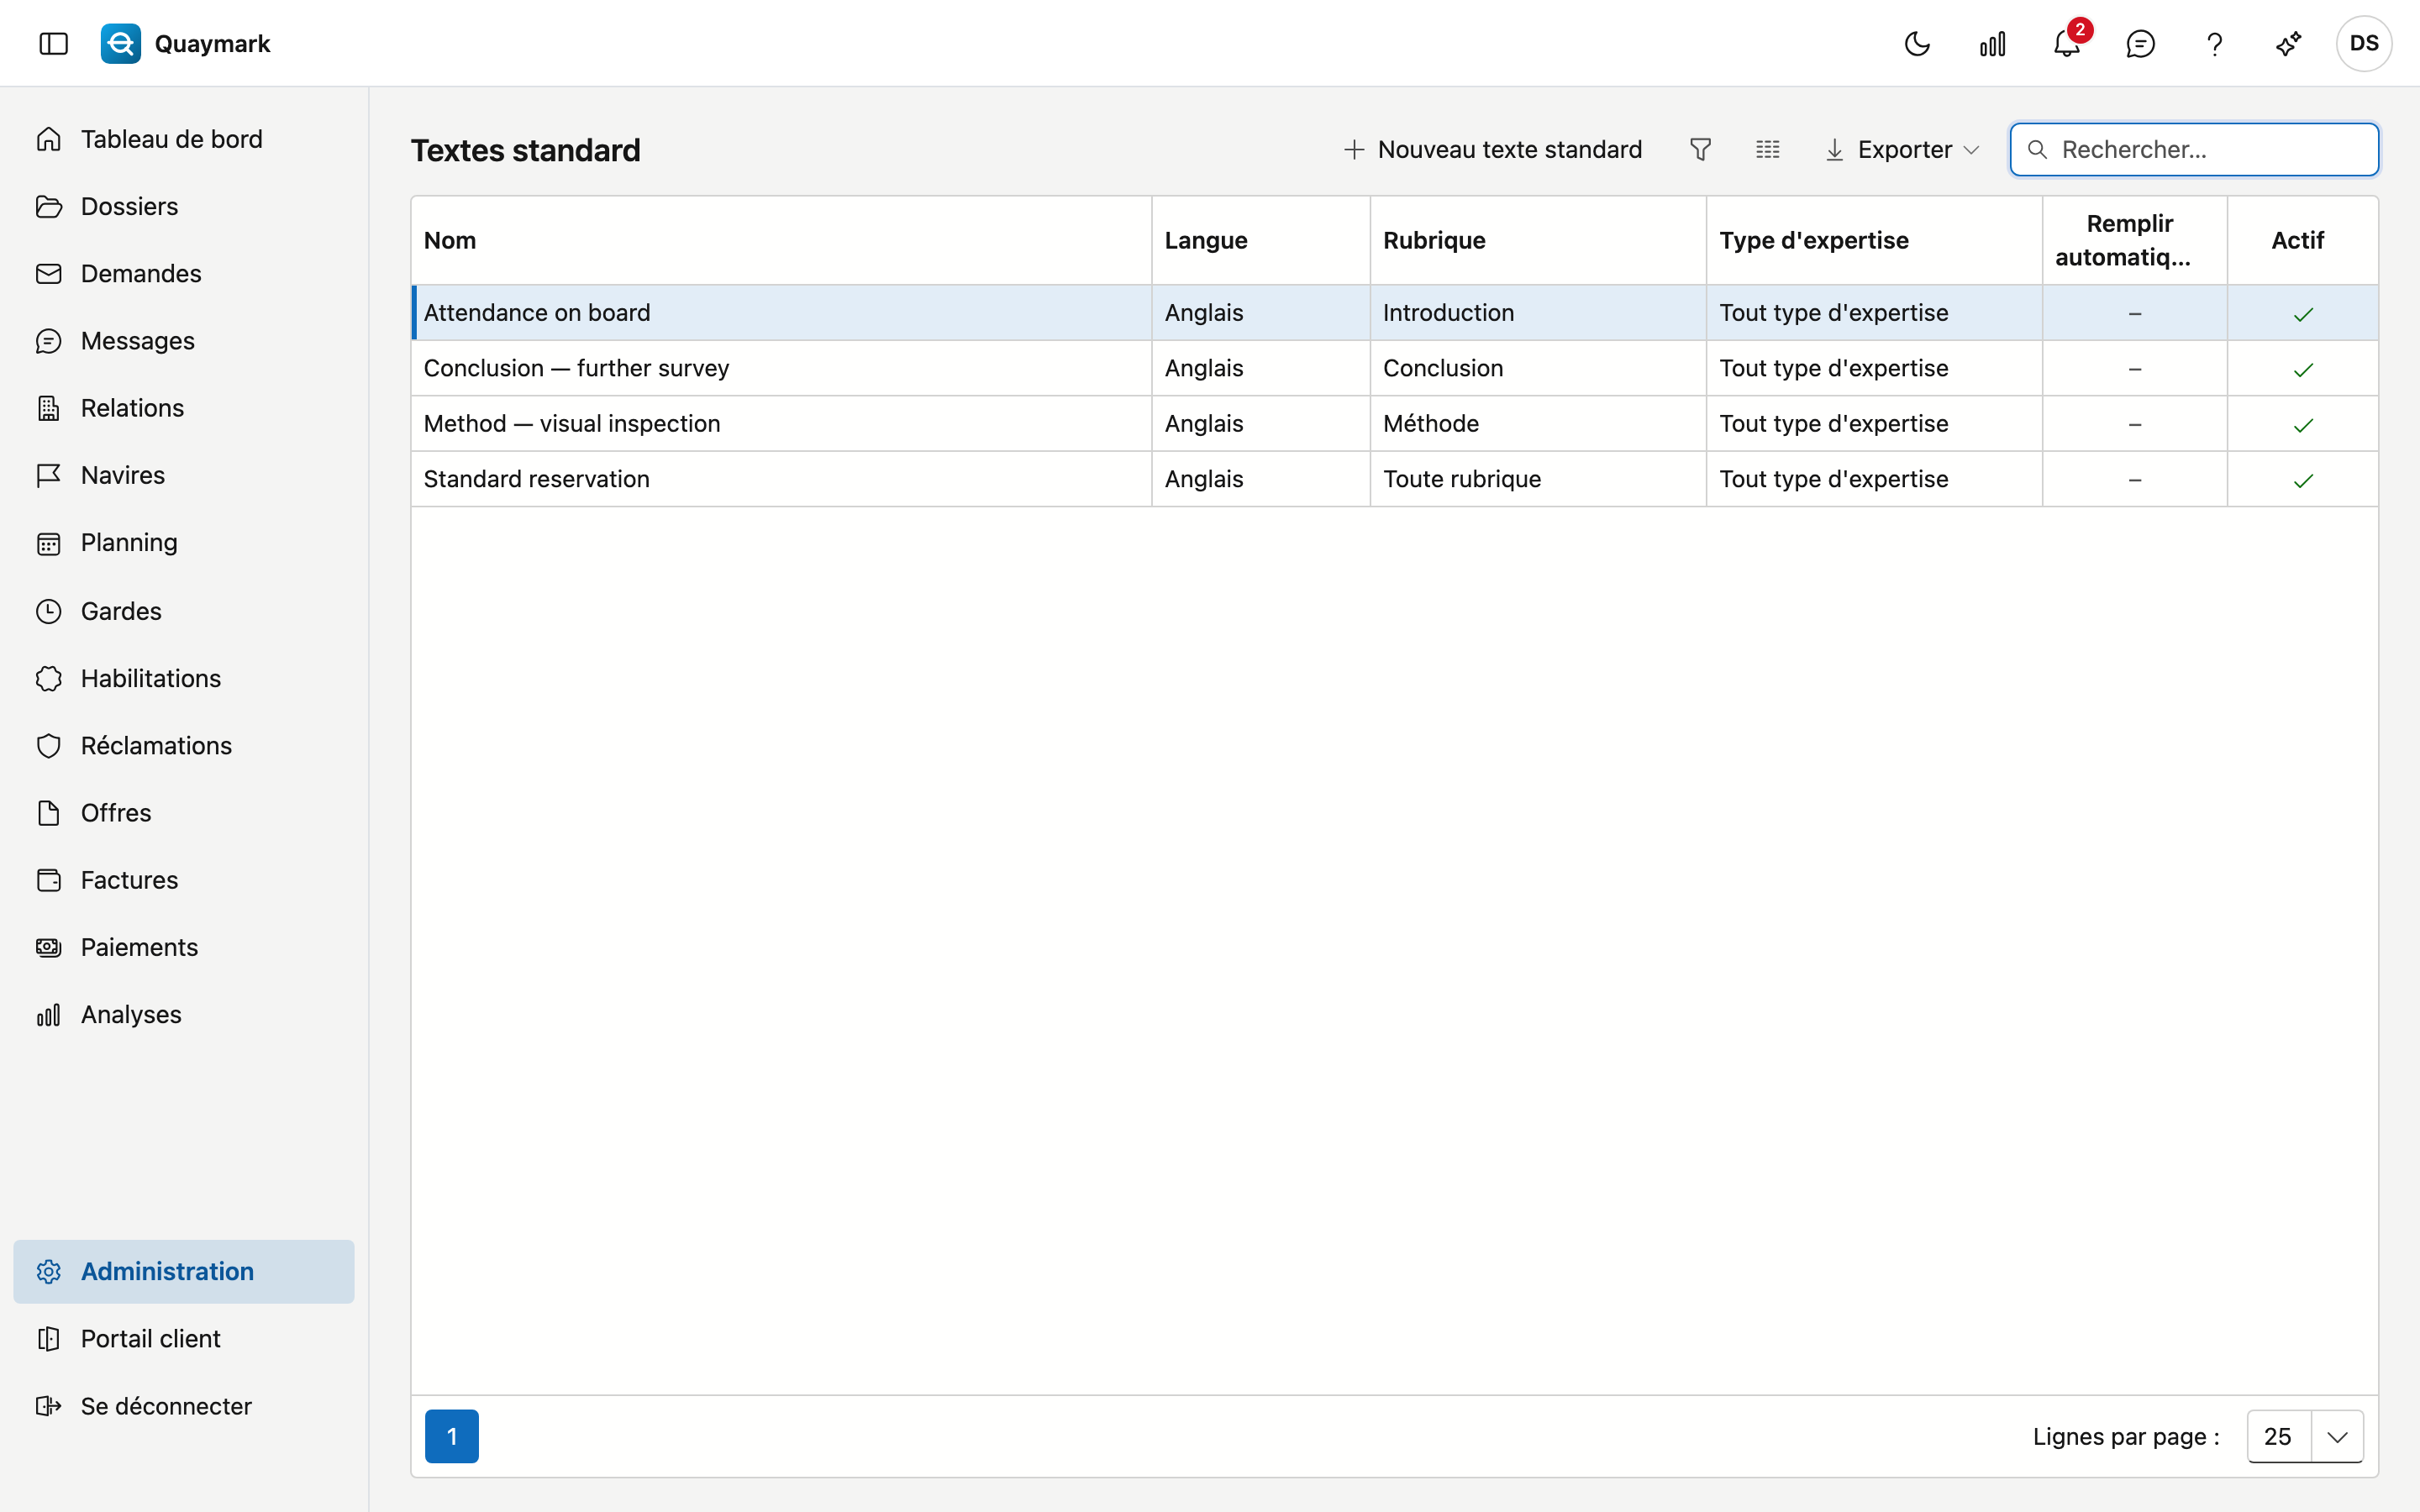 Quaymark
2
DS
Tableau de bord
Dossiers
Demandes
Messages
Relations
Navires
Planning
Gardes
Habilitations
Réclamations
Offres
Factures
Paiements
Analyses
Administration
Portail client
Se déconnecter
Textes standard
Nouveau texte standard
Exporter
Rechercher...
Nom Langue Rubrique Type d'expertise Remplir automatiq... Actif
Attendance on board Anglais Introduction Tout type d'expertise –
Conclusion — further survey Anglais Conclusion Tout type d'expertise –
Method — visual inspection Anglais Méthode Tout type d'expertise –
Standard reservation Anglais Toute rubrique Tout type d'expertise –
1
Lignes par page : 25